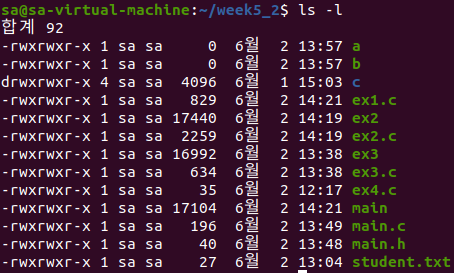 sa@sa-virtual-machine:~/week5_2$ ls -l
합계 92
-rwxrwxr-x 1 sa sa     0  6월  2 13:57 a
-rwxrwxr-x 1 sa sa     0  6월  2 13:57 b
drwxrwxr-x 4 sa sa  4096  6월  1 15:03 c
-rwxrwxr-x 1 sa sa   829  6월  2 14:21 ex1.c
-rwxrwxr-x 1 sa sa 17440  6월  2 14:19 ex2
-rwxrwxr-x 1 sa sa  2259  6월  2 14:19 ex2.c
-rwxrwxr-x 1 sa sa 16992  6월  2 13:38 ex3
-rwxrwxr-x 1 sa sa   634  6월  2 13:38 ex3.c
-rwxrwxr-x 1 sa sa    35  6월  2 12:17 ex4.c
-rwxrwxr-x 1 sa sa 17104  6월  2 14:21 main
-rwxrwxr-x 1 sa sa   196  6월  2 13:49 main.c
-rwxrwxr-x 1 sa sa    40  6월  2 13:48 main.h
-rwxrwxr-x 1 sa sa    27  6월  2 13:04 student.txt